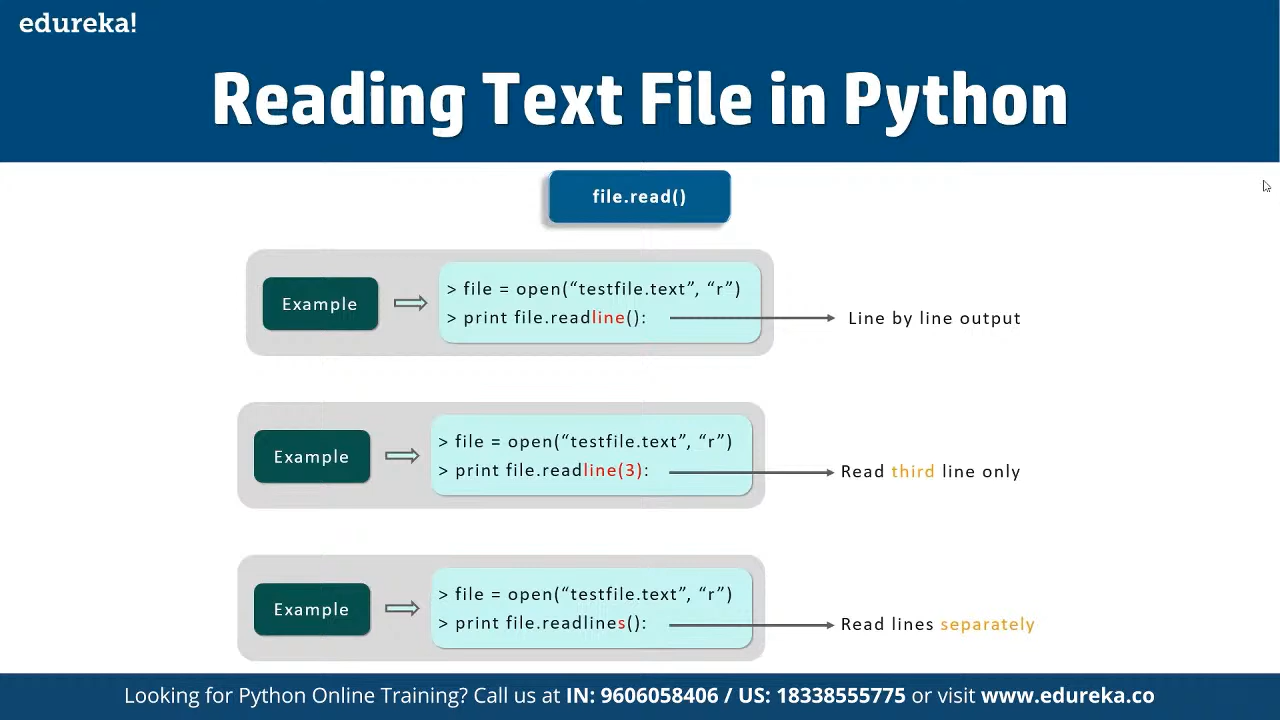 edureka!
Reading Text File in Python
file.read()
Example
> file = open(“testfile.text”, “r”)
> print file.readline():
Line by line output
Example
> file = open(“testfile.text”, “r”)
> print file.readline(3):
Read third line only
Example
> file = open(“testfile.text”, “r”)
> print file.readlines():
Read lines separately
Looking for Python Online Training? Call us at IN: 9606058406 / US: 18338555775 or visit www.edureka.co